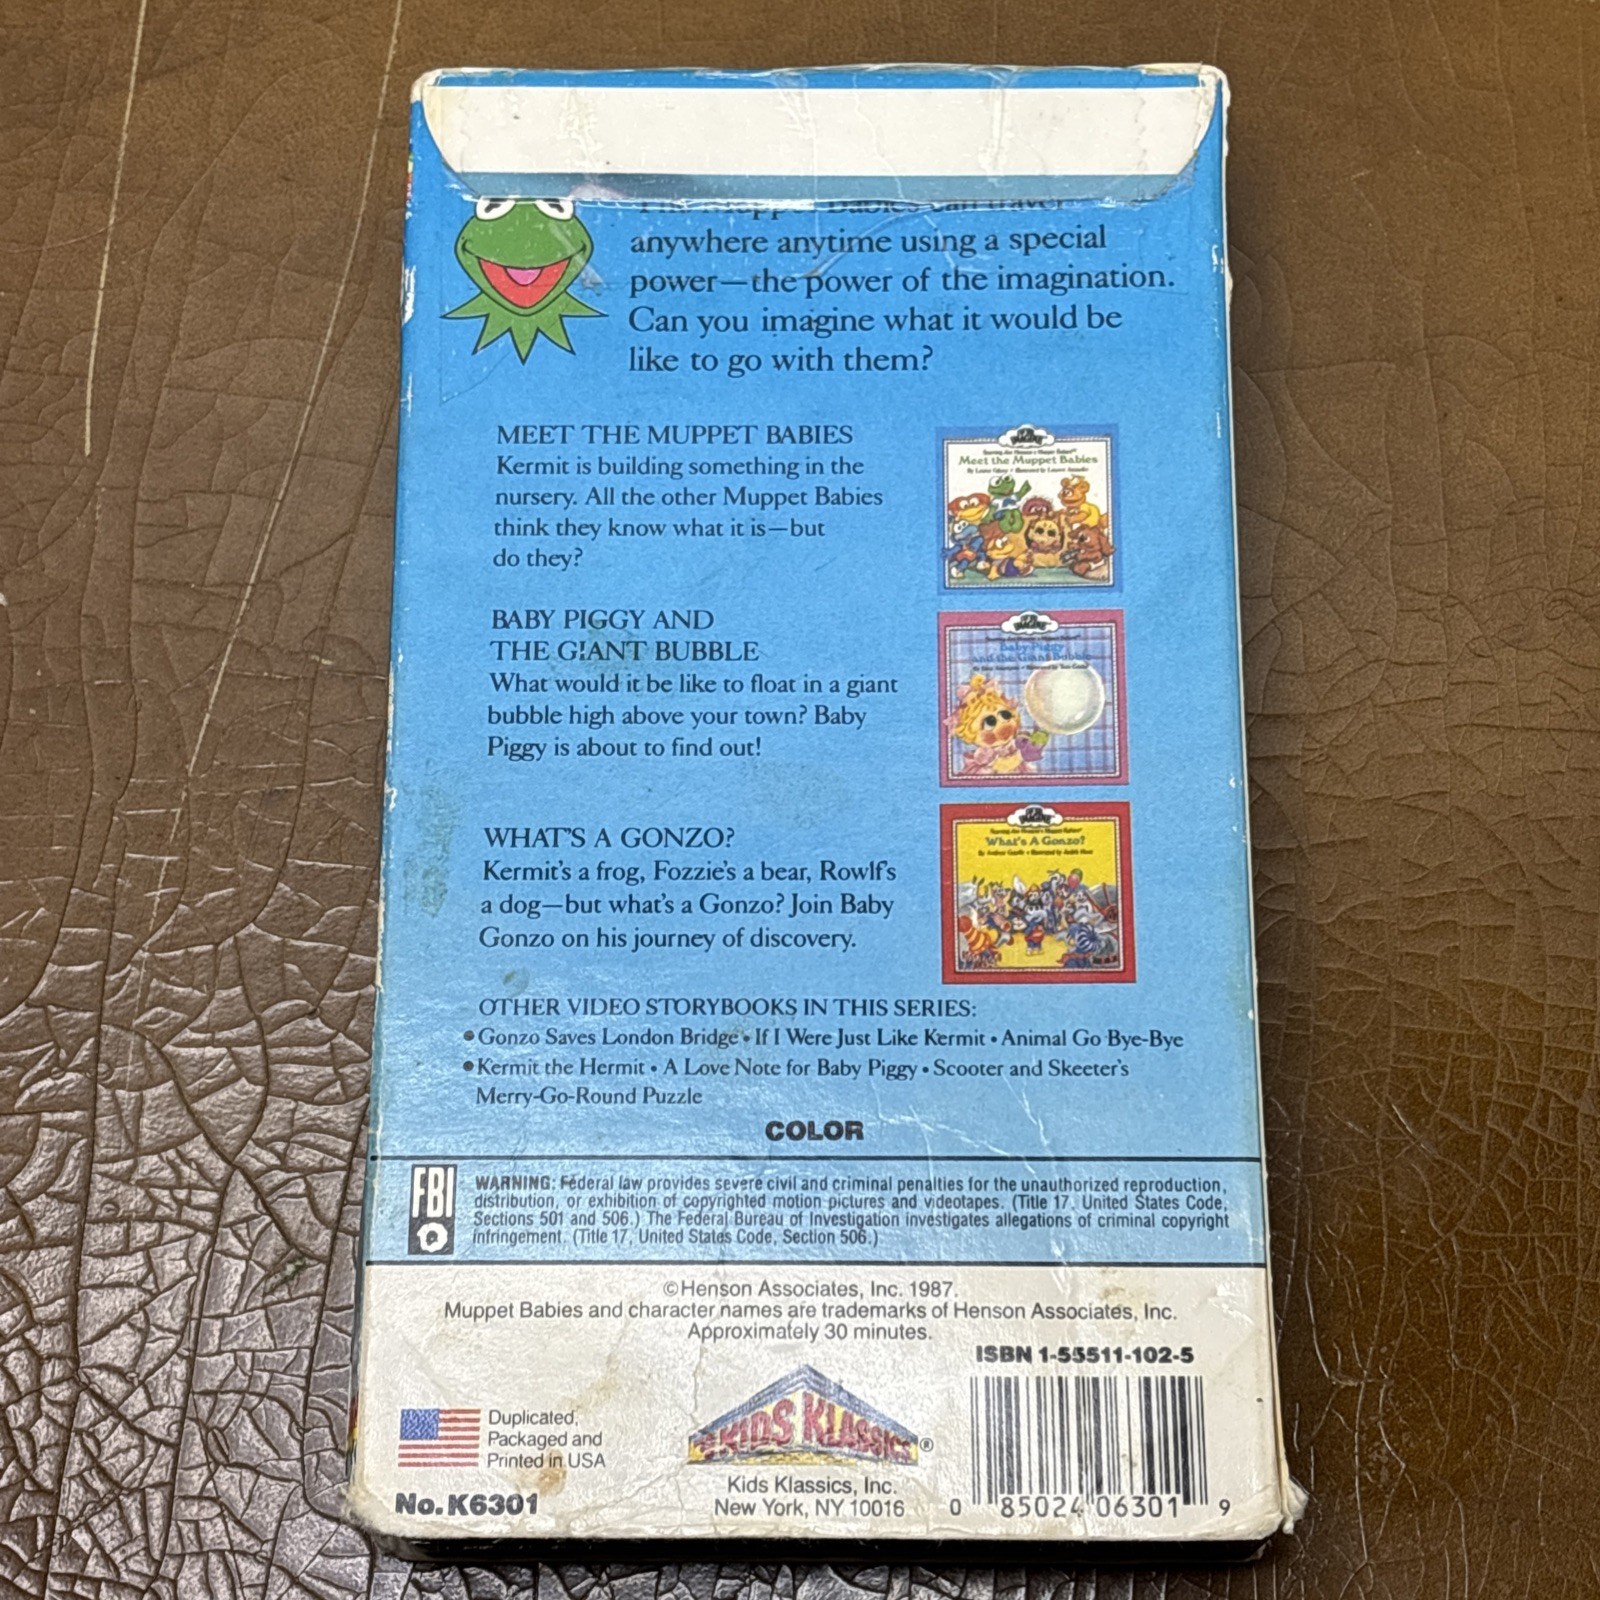 anywhere anytime using a special
power—the power of the imagination.
Can you imagine what it would be
like to go with them?
MEET THE MUPPET BABIES
Kermit is building something in the
nursery. All the other Muppet Babies
think they know what it is—but
do they?
Meet the Muppet Babies
BABY PIGGY AND
THE GIANT BUBBLE
What would it be like to float in a giant
bubble high above your town? Baby
Piggy is about to find out!
Baby Piggy
and the Giant Bubble
WHAT'S A GONZO?
Kermit's a frog, Fozzie's a bear, Rowlf's
a dog—but what's a Gonzo? Join Baby
Gonzo on his journey of discovery.
What's A Gonzo?
OTHER VIDEO STORYBOOKS IN THIS SERIES:
• Gonzo Saves London Bridge • If I Were Just Like Kermit • Animal Go Bye-Bye
• Kermit the Hermit • A Love Note for Baby Piggy • Scooter and Skeeter's
Merry-Go-Round Puzzle
COLOR
FBI
WARNING: Federal law provides severe civil and criminal penalties for the unauthorized reproduction,
distribution, or exhibition of copyrighted motion pictures and videotapes. (Title 17, United States Code,
Sections 501 and 506.) The Federal Bureau of Investigation investigates allegations of criminal copyright
infringement. (Title 17, United States Code, Section 506.)
©Henson Associates, Inc. 1987.
Muppet Babies and character names are trademarks of Henson Associates, Inc.
Approximately 30 minutes.
ISBN 1-55511-102-5
Duplicated,
Packaged and
Printed in USA
KIDS KLASSICS®
Kids Klassics, Inc.
New York, NY 10016
No. K6301
0 85024 06301 9